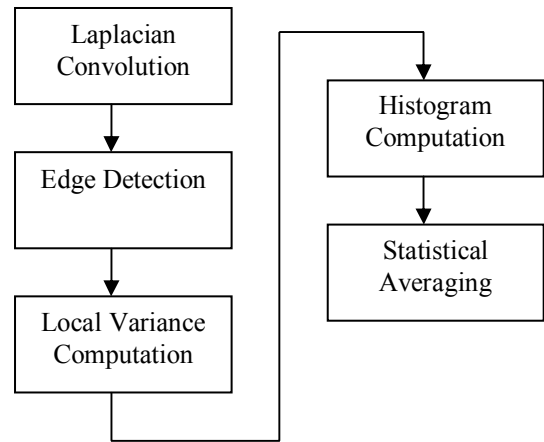 Laplacian
Convolution
Edge Detection
Local Variance
Computation
Histogram
Computation
Statistical
Averaging